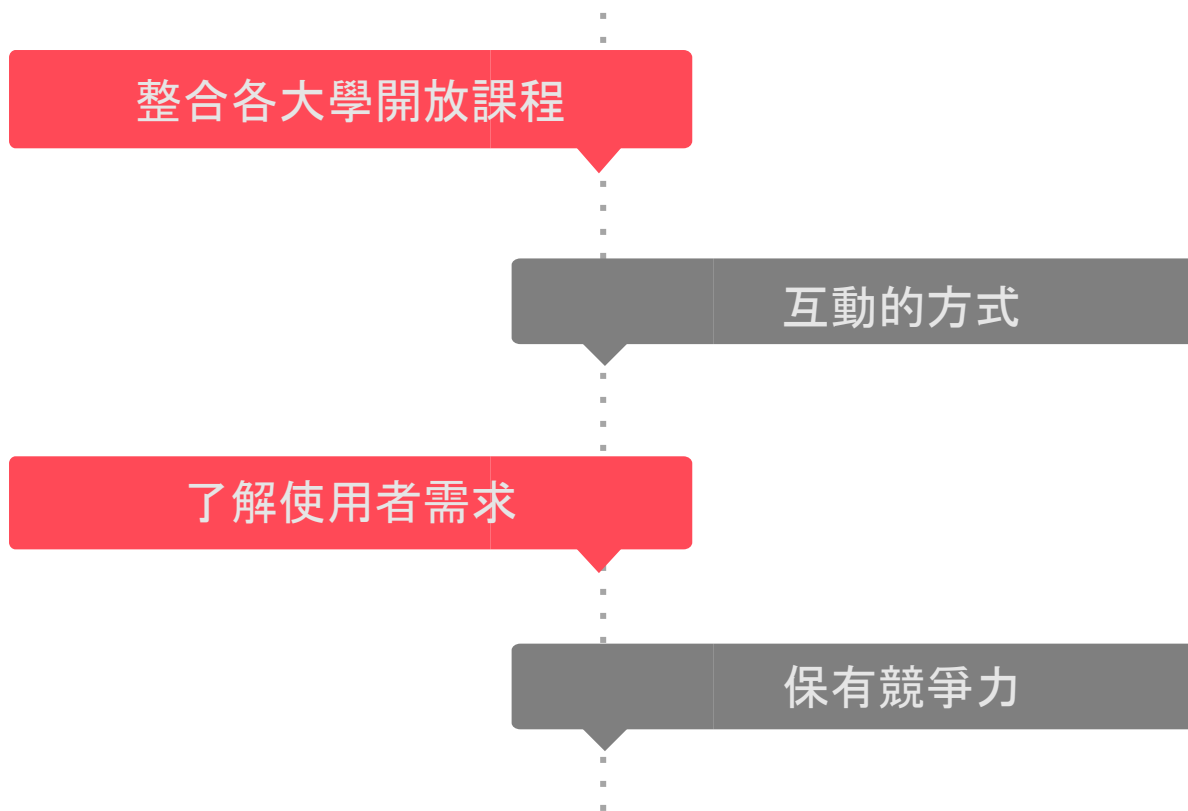 整合各大學開放課程
互動的方式
了解使用者需求
保有競爭力